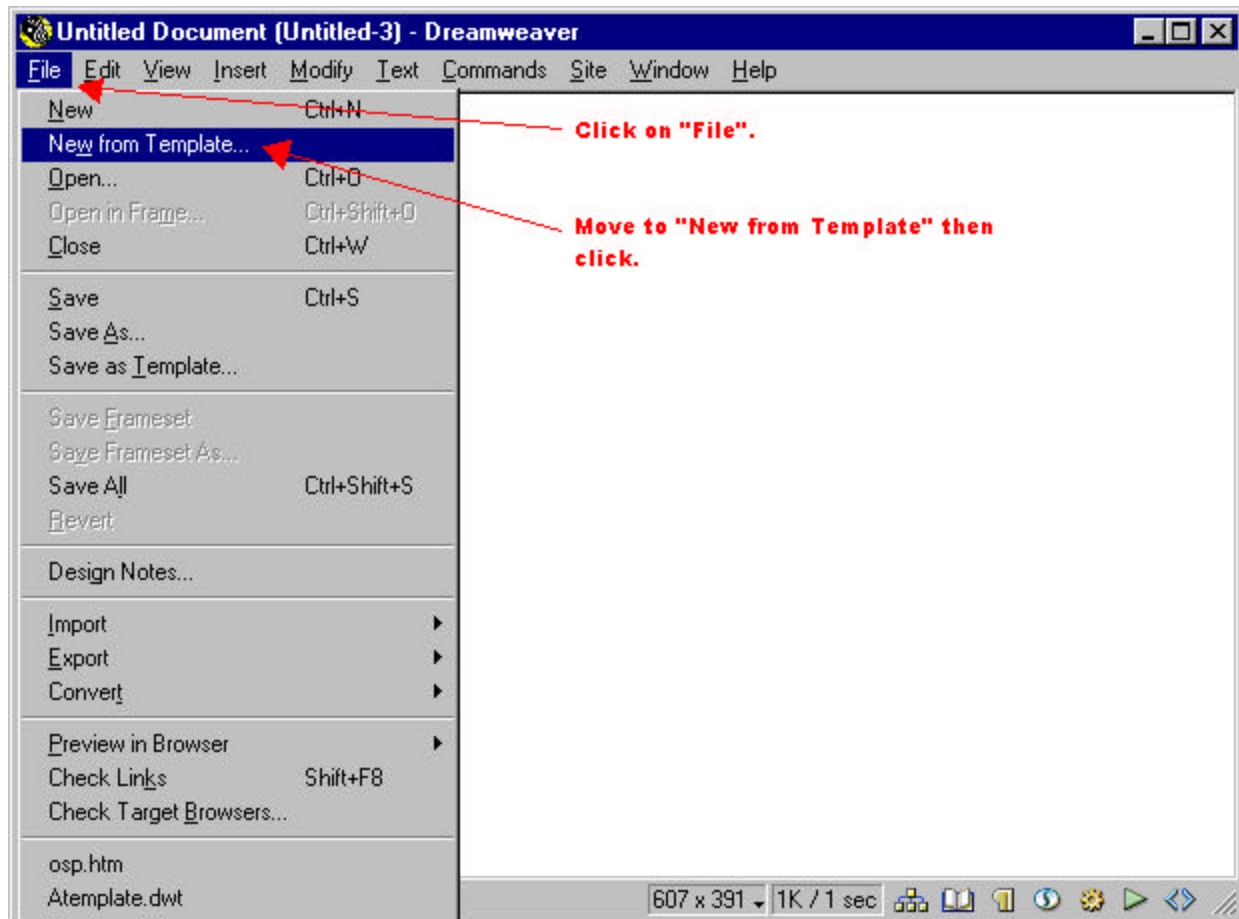 Untitled Document (Untitled-3) - Dreamweaver
File Edit View Insert Modify Text Commands Site Window Help
New Ctrl+N
Click on "File".
New from Template...
Open... Ctrl+O
Open in Frame... Ctrl+Shift+O
Move to "New from Template" then
click.
Close Ctrl+W
Save Ctrl+S
Save As...
Save as Template...
Save Frameset
Save Frameset As...
Save All Ctrl+Shift+S
Revert
Design Notes...
Import
Export
Convert
Preview in Browser
Check Links Shift+F8
Check Target Browsers...
osp.htm
Atemplate.dwt
607 x 391 1K / 1 sec